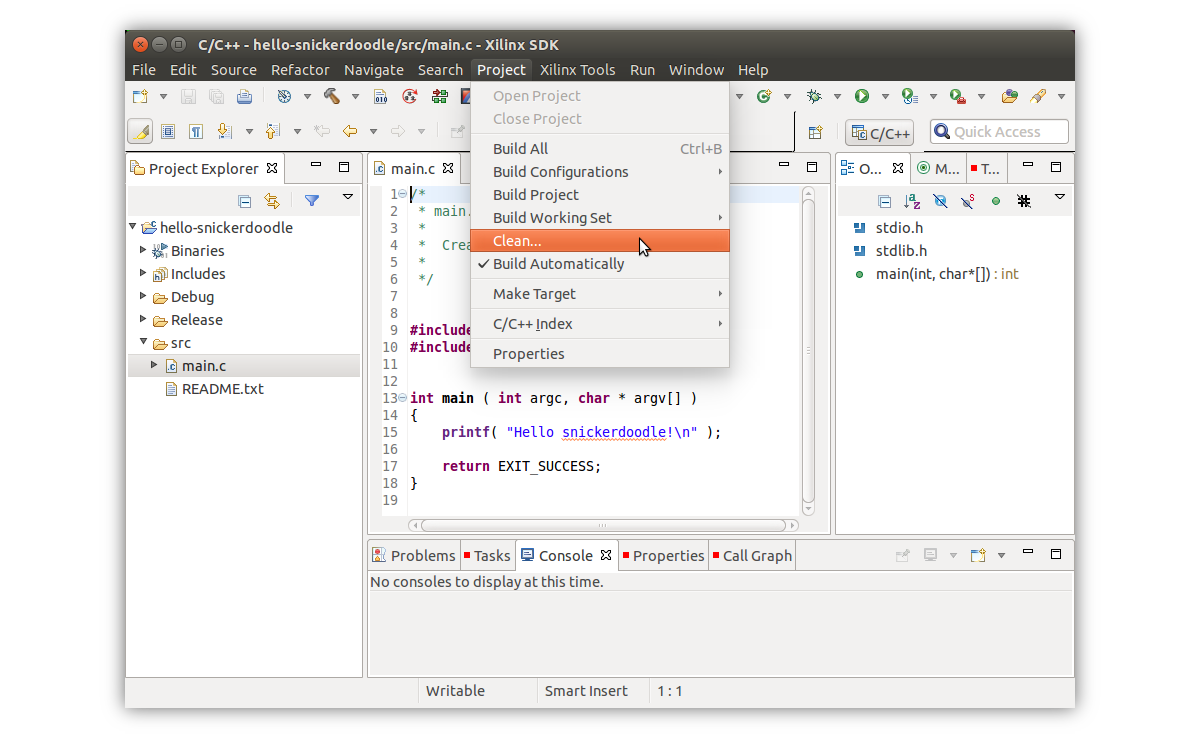 C/C++ - hello-snickerdoodle/src/main.c - Xilinx SDK
File Edit Source Refactor Navigate Search Project Xilinx Tools Run Window Help
Open Project
Close Project
Build All Ctrl+B
Build Configurations
Build Project
Build Working Set
Clean...
Build Automatically
Make Target
C/C++ Index
Properties
C/C++
Quick Access
Project Explorer
hello-snickerdoodle
Binaries
Includes
Debug
Release
src
main.c
README.txt
main.c
1 /*
2 * main.
3 *
4 * Crea
5 *
6 */
7
8
9 #include
10 #include
11
12
13 int main ( int argc, char * argv[] )
14 {
15 printf( "Hello snickerdoodle!\n" );
16
17 return EXIT_SUCCESS;
18 }
19
O... M... T...
stdio.h
stdlib.h
main(int, char*[]) : int
Problems Tasks Console Properties Call Graph
No consoles to display at this time.
Writable Smart Insert 1 : 1